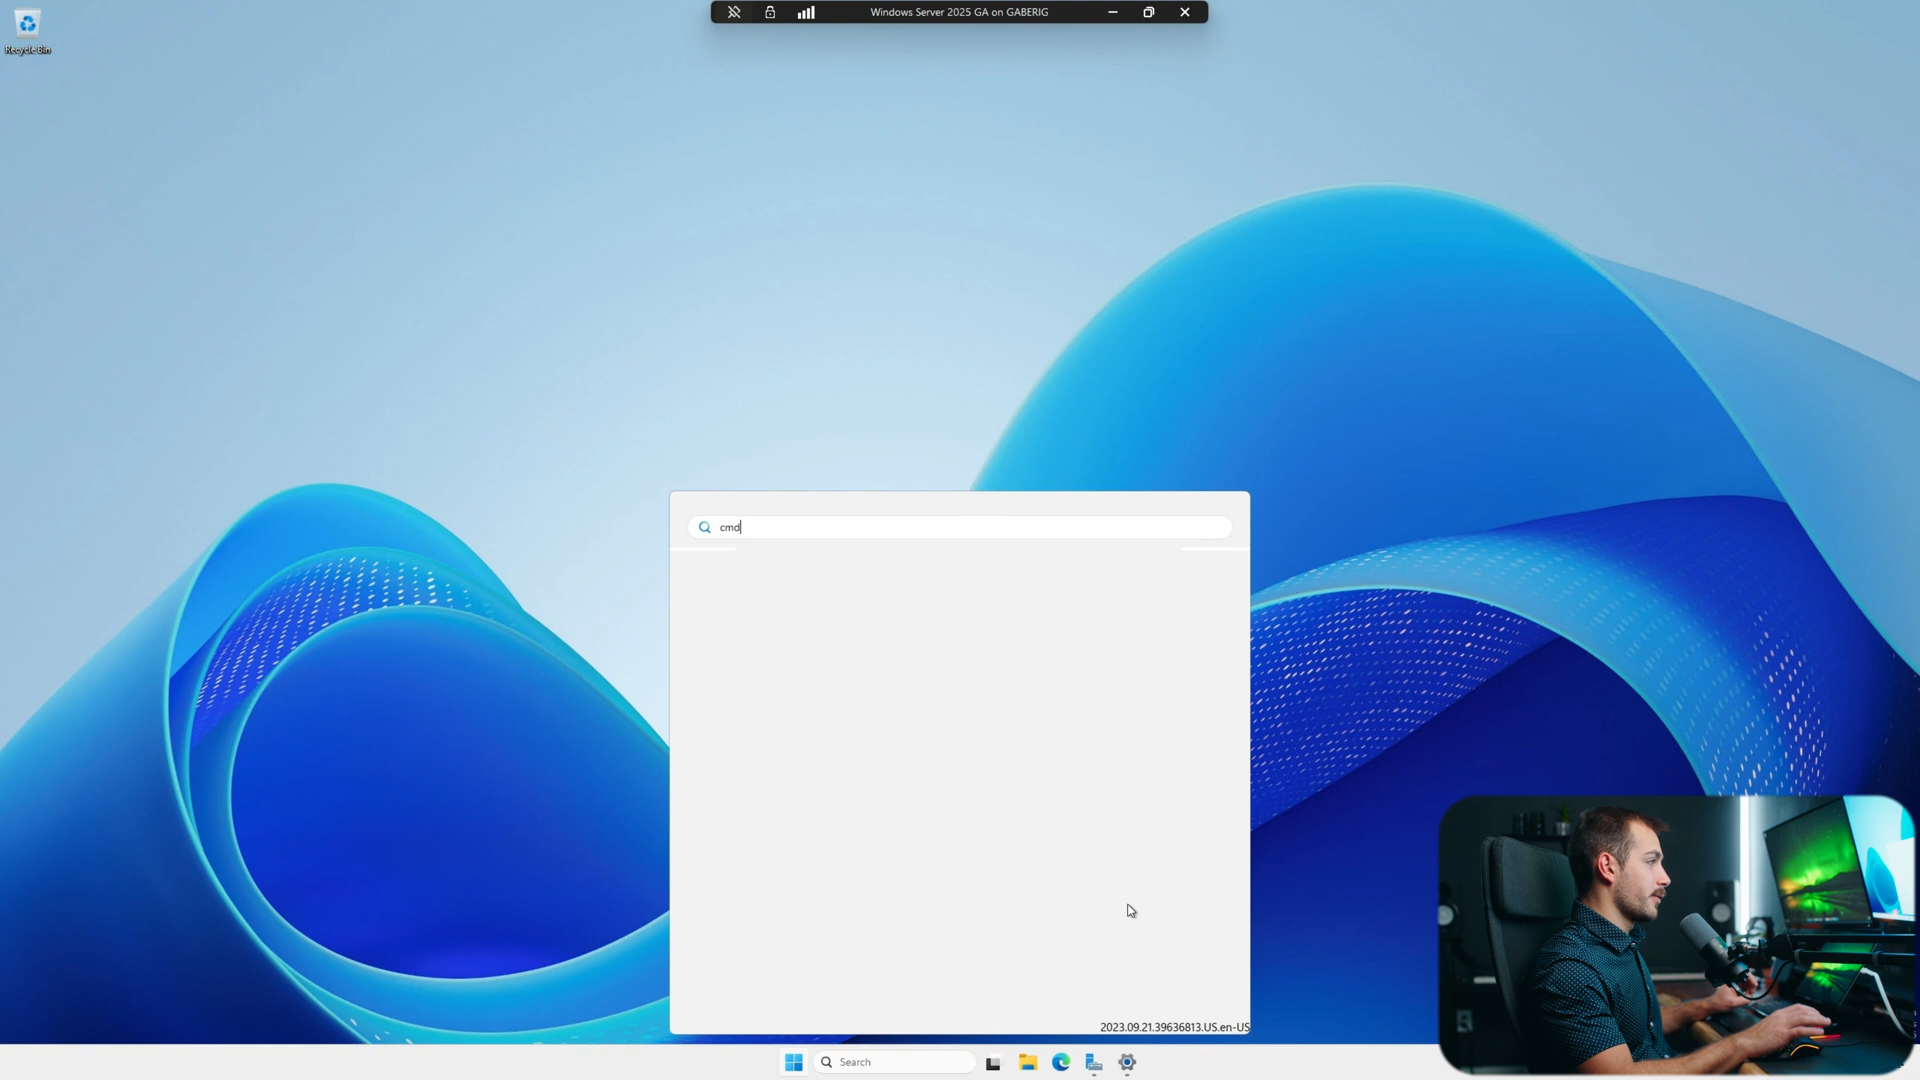 Windows Server 2025 GA on GABERIG
Recycle Bin
cmd
2023.09.21.39636813.US.en-US
Search